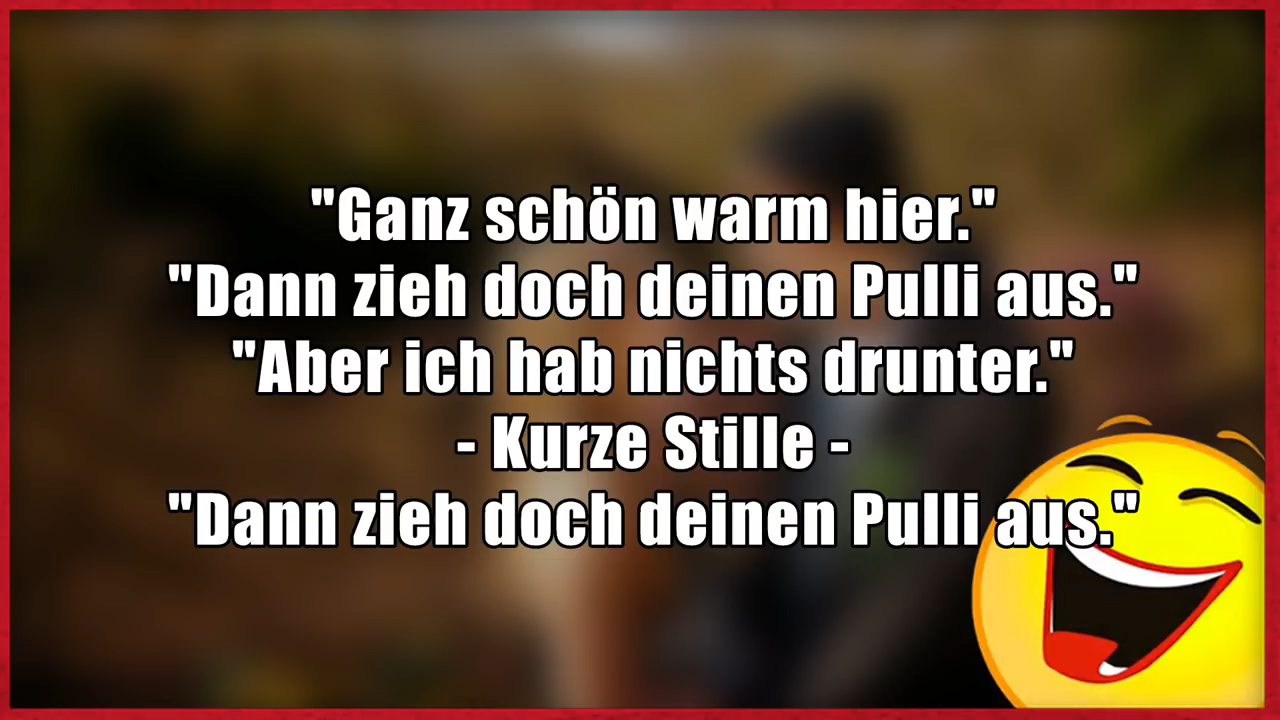 "Ganz schön warm hier."
"Dann zieh doch deinen Pulli aus."
"Aber ich hab nichts drunter."
- Kurze Stille -
"Dann zieh doch deinen Pulli aus."